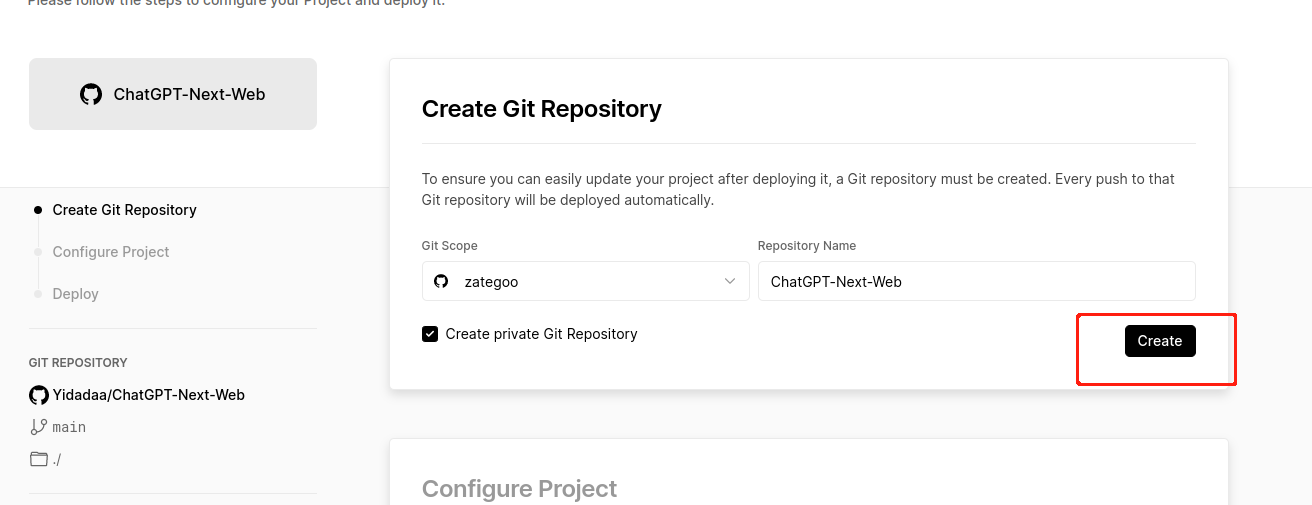 Please follow the steps to configure your Project and deploy it.
ChatGPT-Next-Web
Create Git Repository
Configure Project
Deploy
GIT REPOSITORY
Yidadaa/ChatGPT-Next-Web
main
./
Create Git Repository
To ensure you can easily update your project after deploying it, a Git repository must be created. Every push to that
Git repository will be deployed automatically.
Git Scope
Repository Name
zategoo
ChatGPT-Next-Web
Create private Git Repository
Create
Configure Project